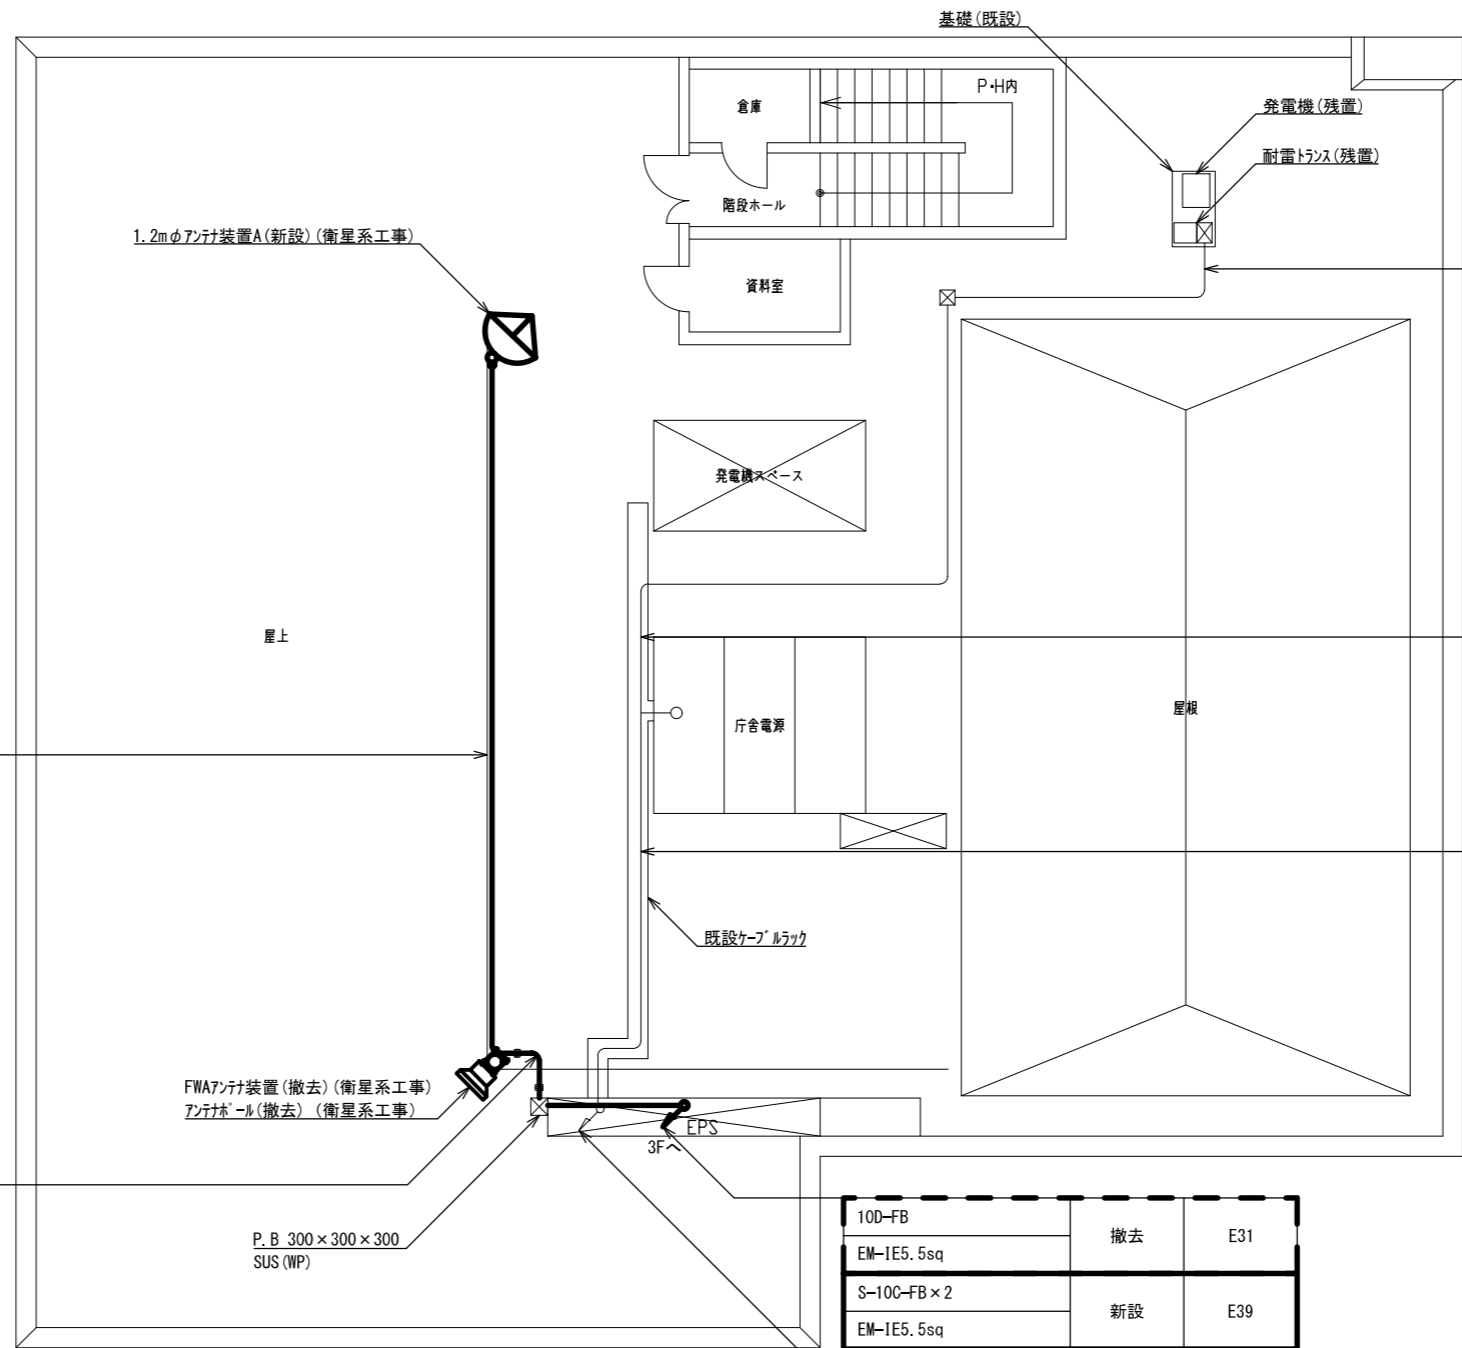 基礎(既設)
P・H内
倉庫
発電機(残置)
耐雷トランス(残置)
階段ホール
1.2mφアンテナ装置A(新設)(衛星系工事)
資料室
発電機スペース
屋上
屋根
庁舎電源
既設ケーブルラック
FWAアンテナ装置(撤去)(衛星系工事)
アンテナポール(撤去)(衛星系工事)
EPS
3Fへ
P.B 300×300×300
SUS(WP)
10D-FB
撤去
E31
EM-IE5.5sq
S-10C-FB×2
新設
E39
EM-IE5.5sq